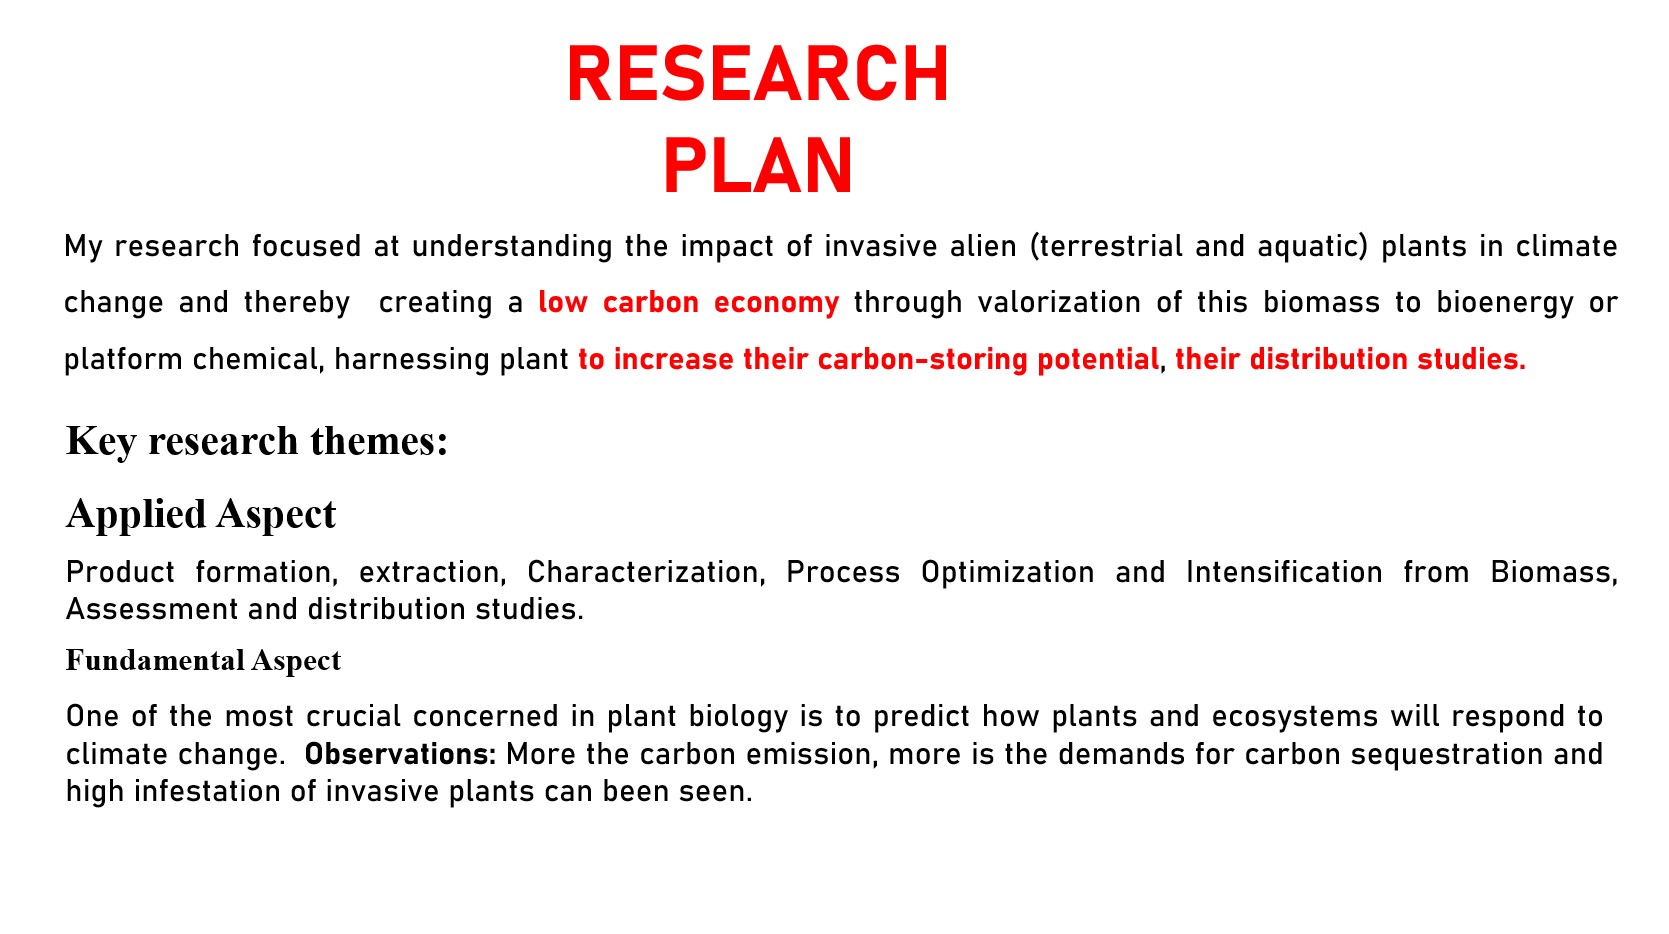 RESEARCH
PLAN
My research focused at understanding the impact of invasive alien (terrestrial and aquatic) plants in climate
change and thereby creating a low carbon economy through valorization of this biomass to bioenergy or
platform chemical, harnessing plant to increase their carbon-storing potential, their distribution studies.
Key research themes:
Applied Aspect
Product formation, extraction, Characterization, Process Optimization and Intensification from Biomass,
Assessment and distribution studies.
Fundamental Aspect
One of the most crucial concerned in plant biology is to predict how plants and ecosystems will respond to
climate change. Observations: More the carbon emission, more is the demands for carbon sequestration and
high infestation of invasive plants can been seen.